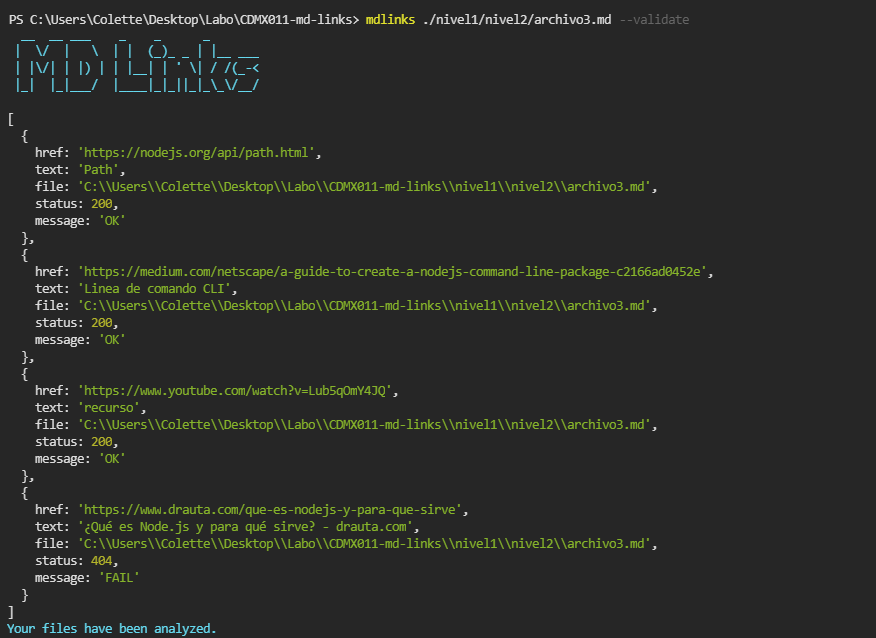 PS C:\Users\Colette\Desktop\Labo\CDMX011-md-links> mdlinks ./nivel1/nivel2/archivo3.md --validate
MD Links
[
  {
    href: 'https://nodejs.org/api/path.html',
    text: 'Path',
    file: 'C:\\Users\\Colette\\Desktop\\Labo\\CDMX011-md-links\\nivel1\\nivel2\\archivo3.md',
    status: 200,
    message: 'OK'
  },
  {
    href: 'https://medium.com/netscape/a-guide-to-create-a-nodejs-command-line-package-c2166ad0452e',
    text: 'Linea de comando CLI',
    file: 'C:\\Users\\Colette\\Desktop\\Labo\\CDMX011-md-links\\nivel1\\nivel2\\archivo3.md',
    status: 200,
    message: 'OK'
  },
  {
    href: 'https://www.youtube.com/watch?v=Lub5qOmY4JQ',
    text: 'recurso',
    file: 'C:\\Users\\Colette\\Desktop\\Labo\\CDMX011-md-links\\nivel1\\nivel2\\archivo3.md',
    status: 200,
    message: 'OK'
  },
  {
    href: 'https://www.drauta.com/que-es-nodejs-y-para-que-sirve',
    text: '¿Qué es Node.js y para qué sirve? - drauta.com',
    file: 'C:\\Users\\Colette\\Desktop\\Labo\\CDMX011-md-links\\nivel1\\nivel2\\archivo3.md',
    status: 404,
    message: 'FAIL'
  }
]
Your files have been analyzed.